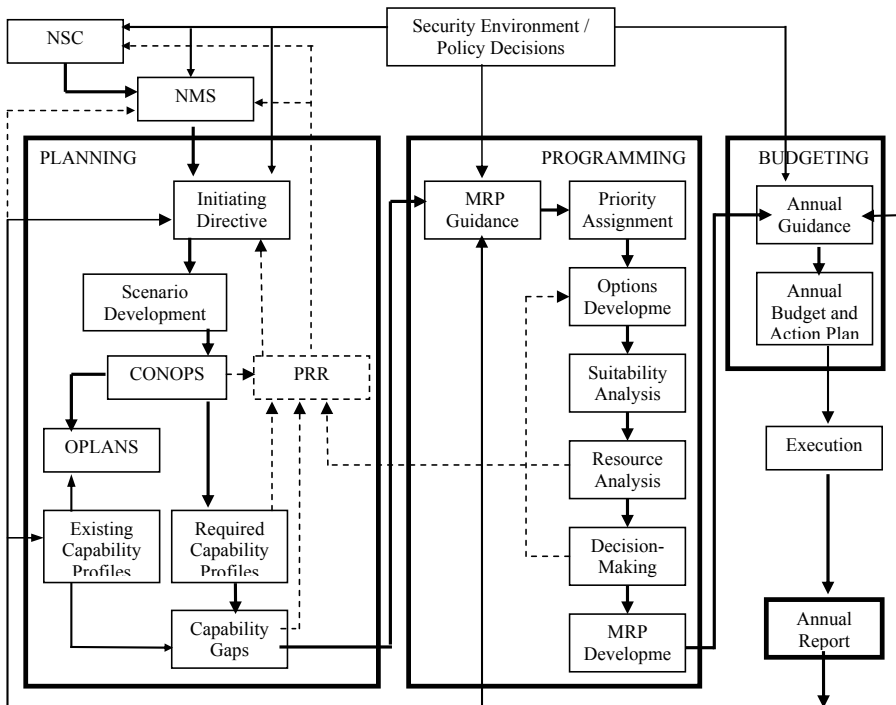 Security Environment /
Policy Decisions
NSC
NMS
PLANNING
Initiating
Directive
Scenario
Development
CONOPS
PRR
OPLANS
Existing
Capability
Profiles
Required
Capability
Profiles
Capability
Gaps
PROGRAMMING
MRP
Guidance
Priority
Assignment
Options
Developme
Suitability
Analysis
Resource
Analysis
Decision-
Making
MRP
Developme
BUDGETING
Annual
Guidance
Annual
Budget and
Action Plan
Execution
Annual
Report